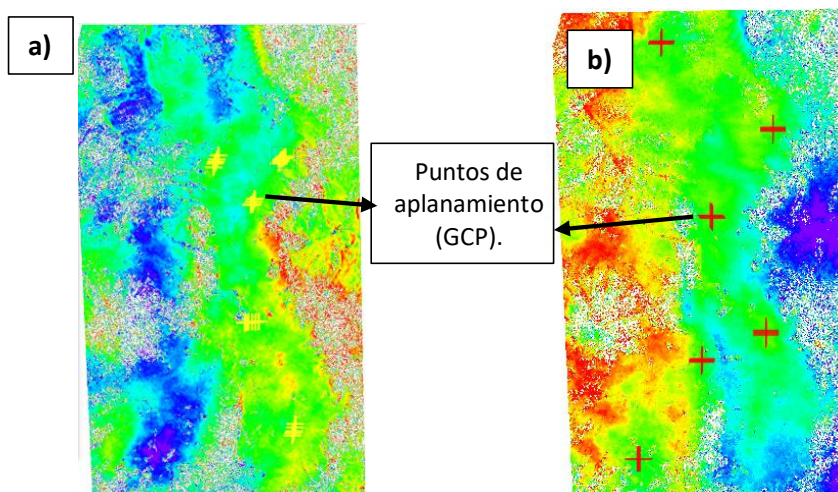 a)
b)
Puntos de
aplanamiento
(GCP).